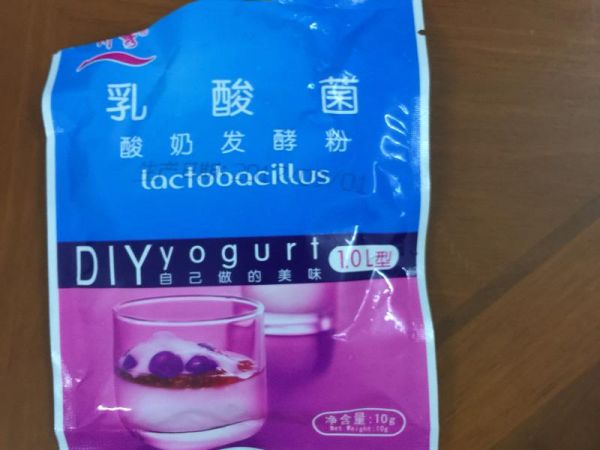 乳酸菌
酸奶发酵粉
lactobacillus
DIY yogurt 1.0L型
自己做的美味
净含量:10g
Net Weight:10g